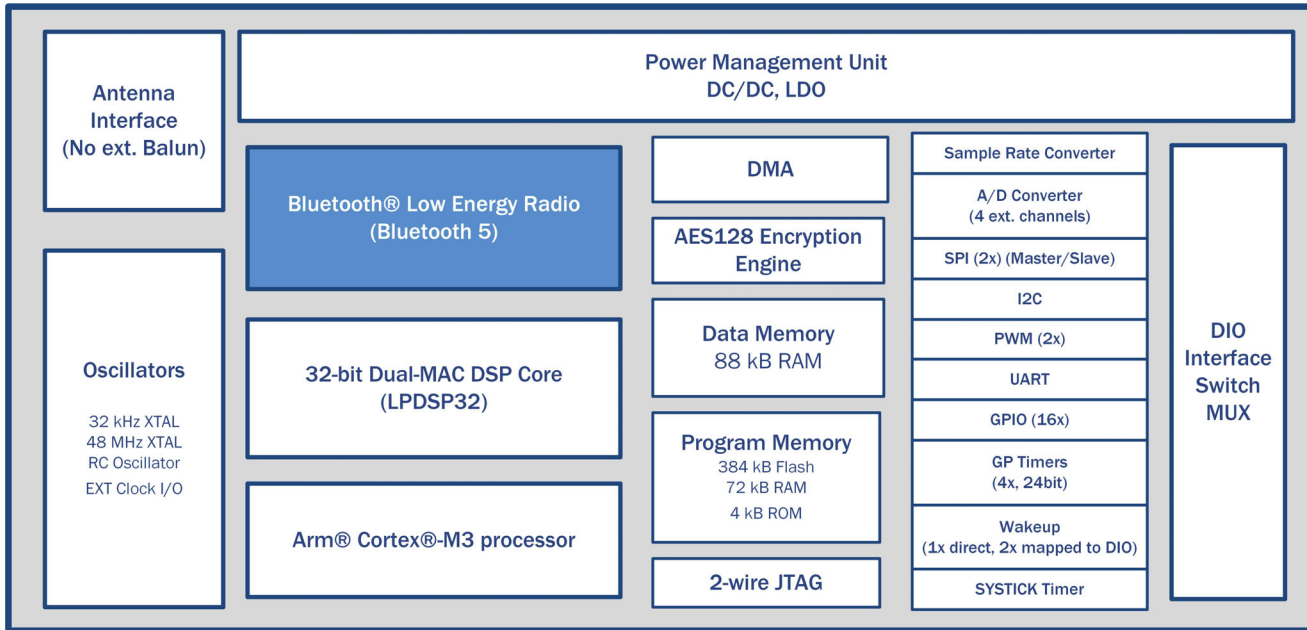 Antenna
Interface
(No ext. Balun)
Power Management Unit
DC/DC, LDO
Oscillators
32 kHz XTAL
48 MHz XTAL
RC Oscillator
EXT Clock I/O
Bluetooth® Low Energy Radio
(Bluetooth 5)
32-bit Dual-MAC DSP Core
(LPDSP32)
Arm® Cortex®-M3 processor
DMA
AES128 Encryption
Engine
Data Memory
88 kB RAM
Program Memory
384 kB Flash
72 kB RAM
4 kB ROM
2-wire JTAG
Sample Rate Converter
A/D Converter
(4 ext. channels)
SPI (2x) (Master/Slave)
I2C
PWM (2x)
UART
GPIO (16x)
GP Timers
(4x, 24bit)
Wakeup
(1x direct, 2x mapped to DIO)
SYSTICK Timer
DIO
Interface
Switch
MUX